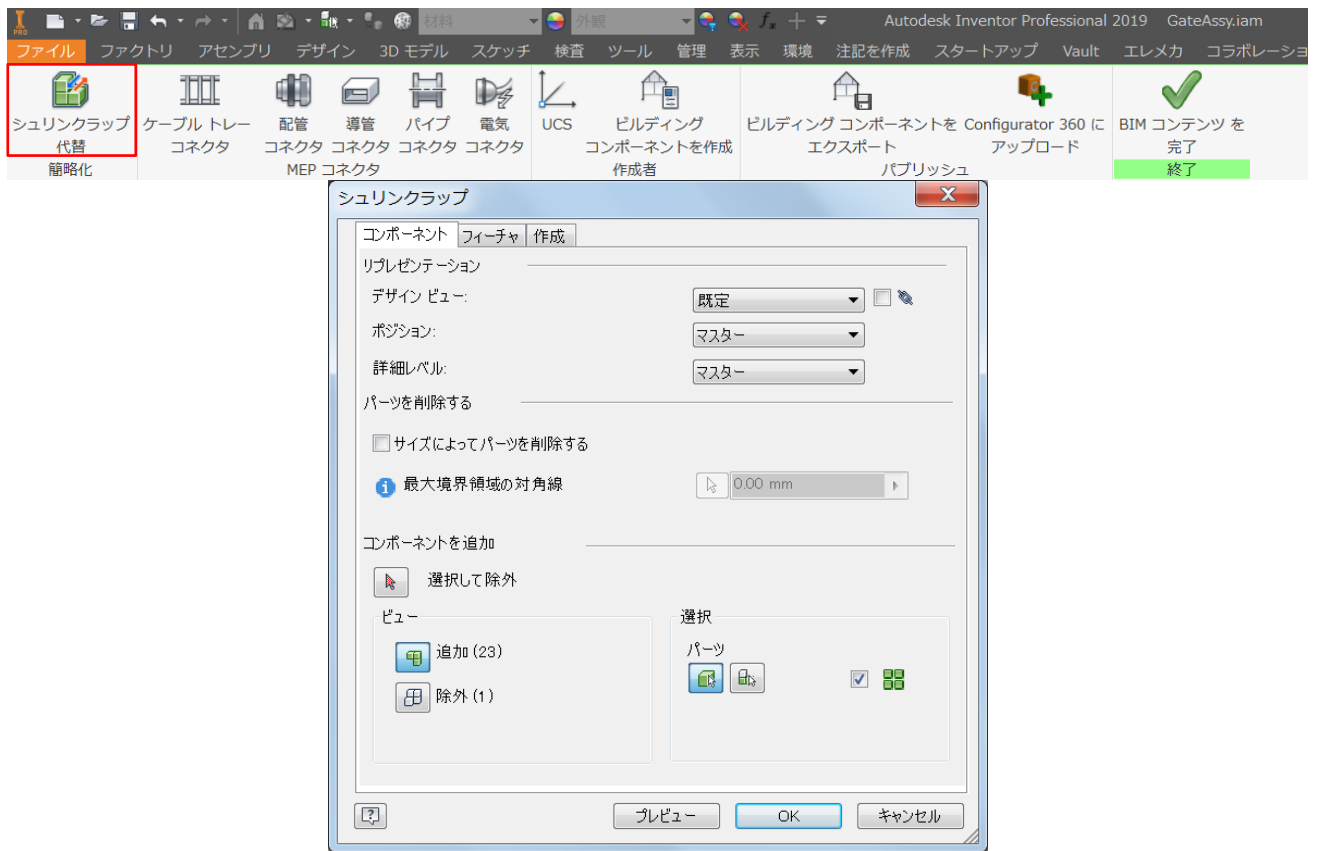 PRO
材料
外観
Autodesk Inventor Professional 2019 GateAssy.iam
ファイル ファクトリ アセンブリ デザイン 3D モデル スケッチ 検査 ツール 管理 表示 環境 注記を作成 スタートアップ Vault エレメカ コラボレーショ
シュリンクラップ ケーブル トレー 配管 導管 パイプ 電気 UCS ビルディング ビルディング コンポーネントを Configurator 360 に BIM コンテンツ を
代替 コネクタ コネクタ コネクタ コネクタ コネクタ コンポーネントを作成 エクスポート アップロード 完了
簡略化 MEP コネクタ 作成者 パブリッシュ 終了
シュリンクラップ
コンポーネント フィーチャ 作成
リプレゼンテーション
デザイン ビュー: 既定
ポジション: マスター
詳細レベル: マスター
パーツを削除する
サイズによってパーツを削除する
最大境界領域の対角線 0.00 mm
コンポーネントを追加
選択して除外
ビュー 選択
追加 (23) パーツ
除外 (1)
プレビュー OK キャンセル